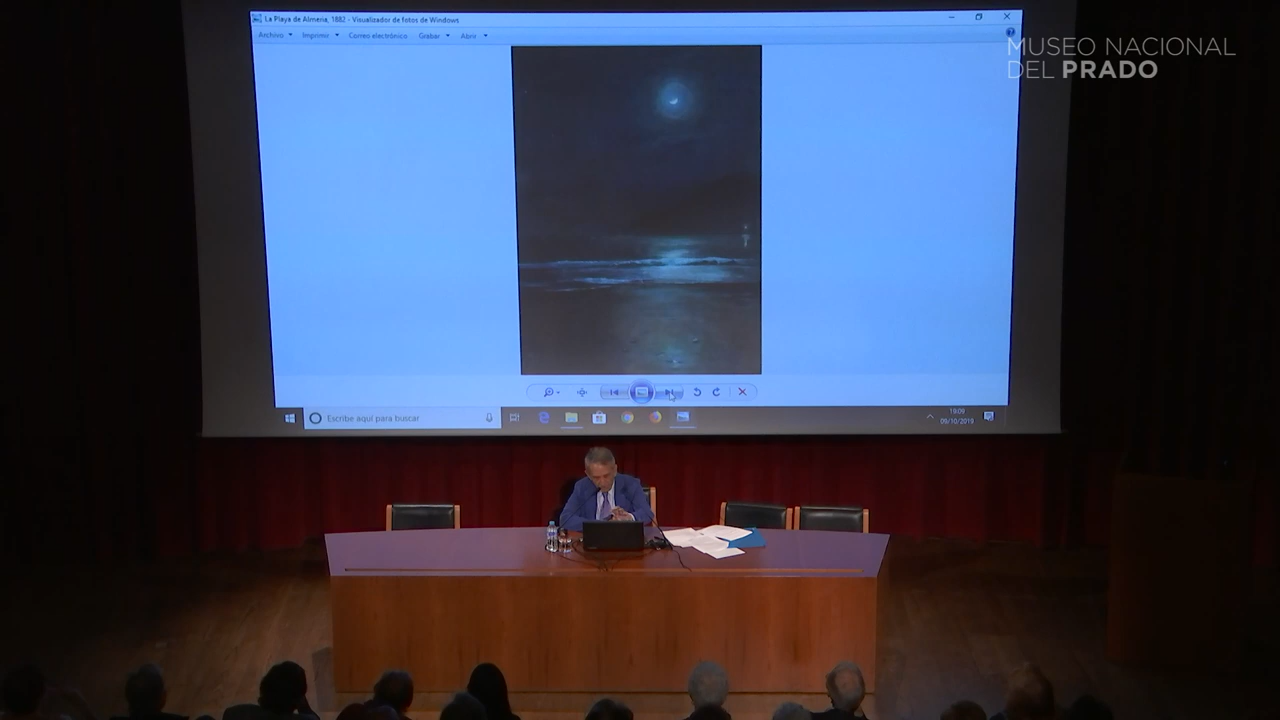 La Playa de Almería, 1882 - Visualizador de fotos de Windows
Archivo Imprimir Correo electrónico Grabar Abrir
MUSEO NACIONAL
DEL PRADO
Escribe aquí para buscar
19:09
09/10/2019